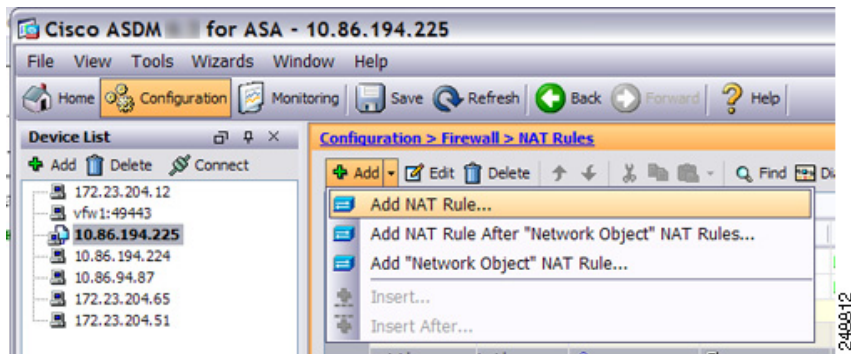 Cisco ASDM for ASA - 10.86.194.225
File View Tools Wizards Window Help
Home Configuration Monitoring Save Refresh Back Forward Help
Device List
Add Delete Connect
172.23.204.12
vfw1:49443
10.86.194.225
10.86.194.224
10.86.94.87
172.23.204.65
172.23.204.51
Configuration > Firewall > NAT Rules
Add Edit Delete Find Di
Add NAT Rule...
Add NAT Rule After "Network Object" NAT Rules...
Add "Network Object" NAT Rule...
Insert...
Insert After...
248812